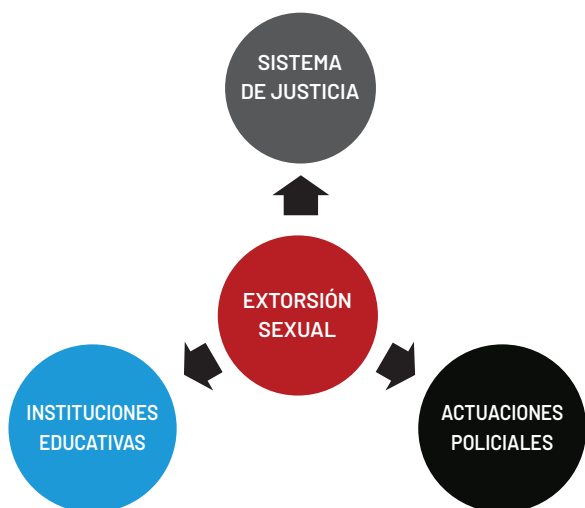 SISTEMA
DE JUSTICIA
EXTORSIÓN
SEXUAL
INSTITUCIONES
EDUCATIVAS
ACTUACIONES
POLICIALES